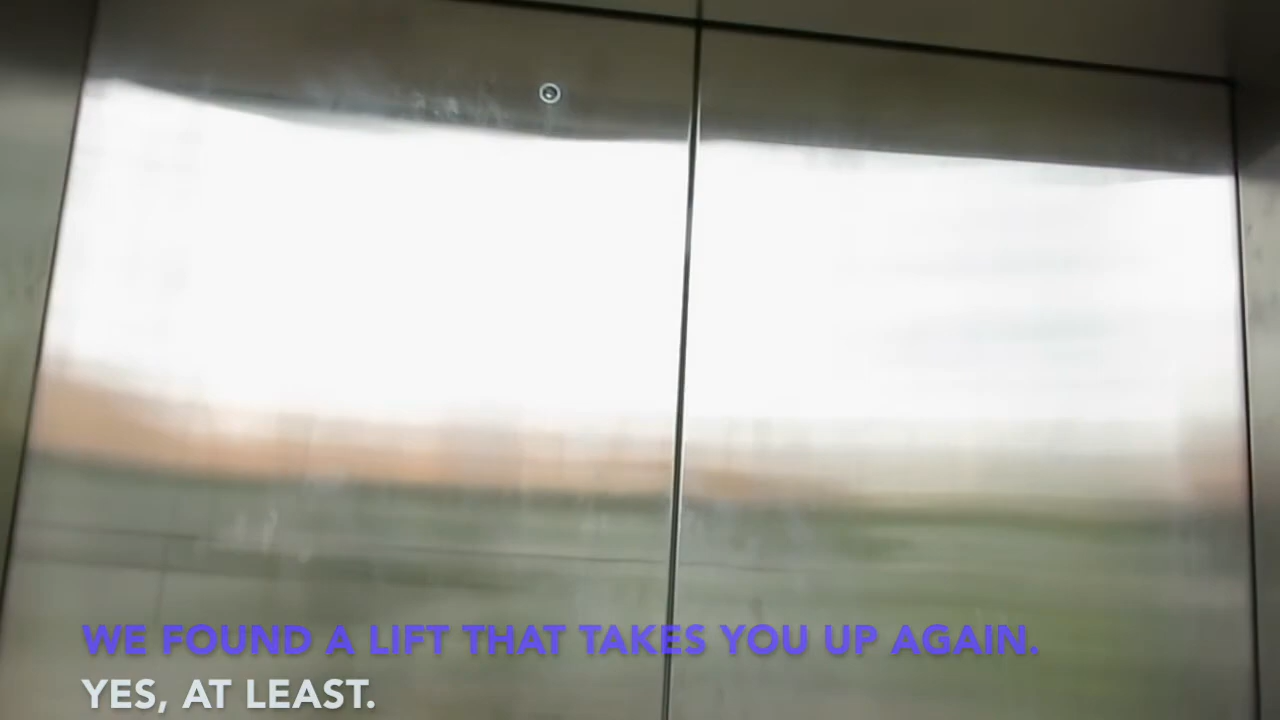 WE FOUND A LIFT THAT TAKES YOU UP AGAIN.
YES, AT LEAST.